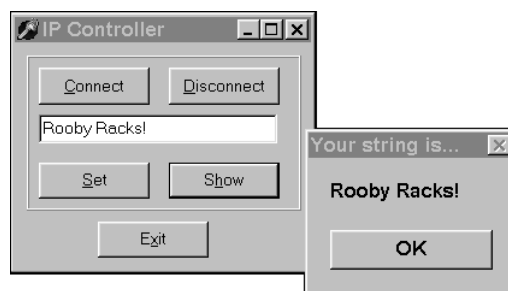 IP Controller
Connect Disconnect
Rooby Racks!
Set Show
Exit
Your string is...
Rooby Racks!
OK